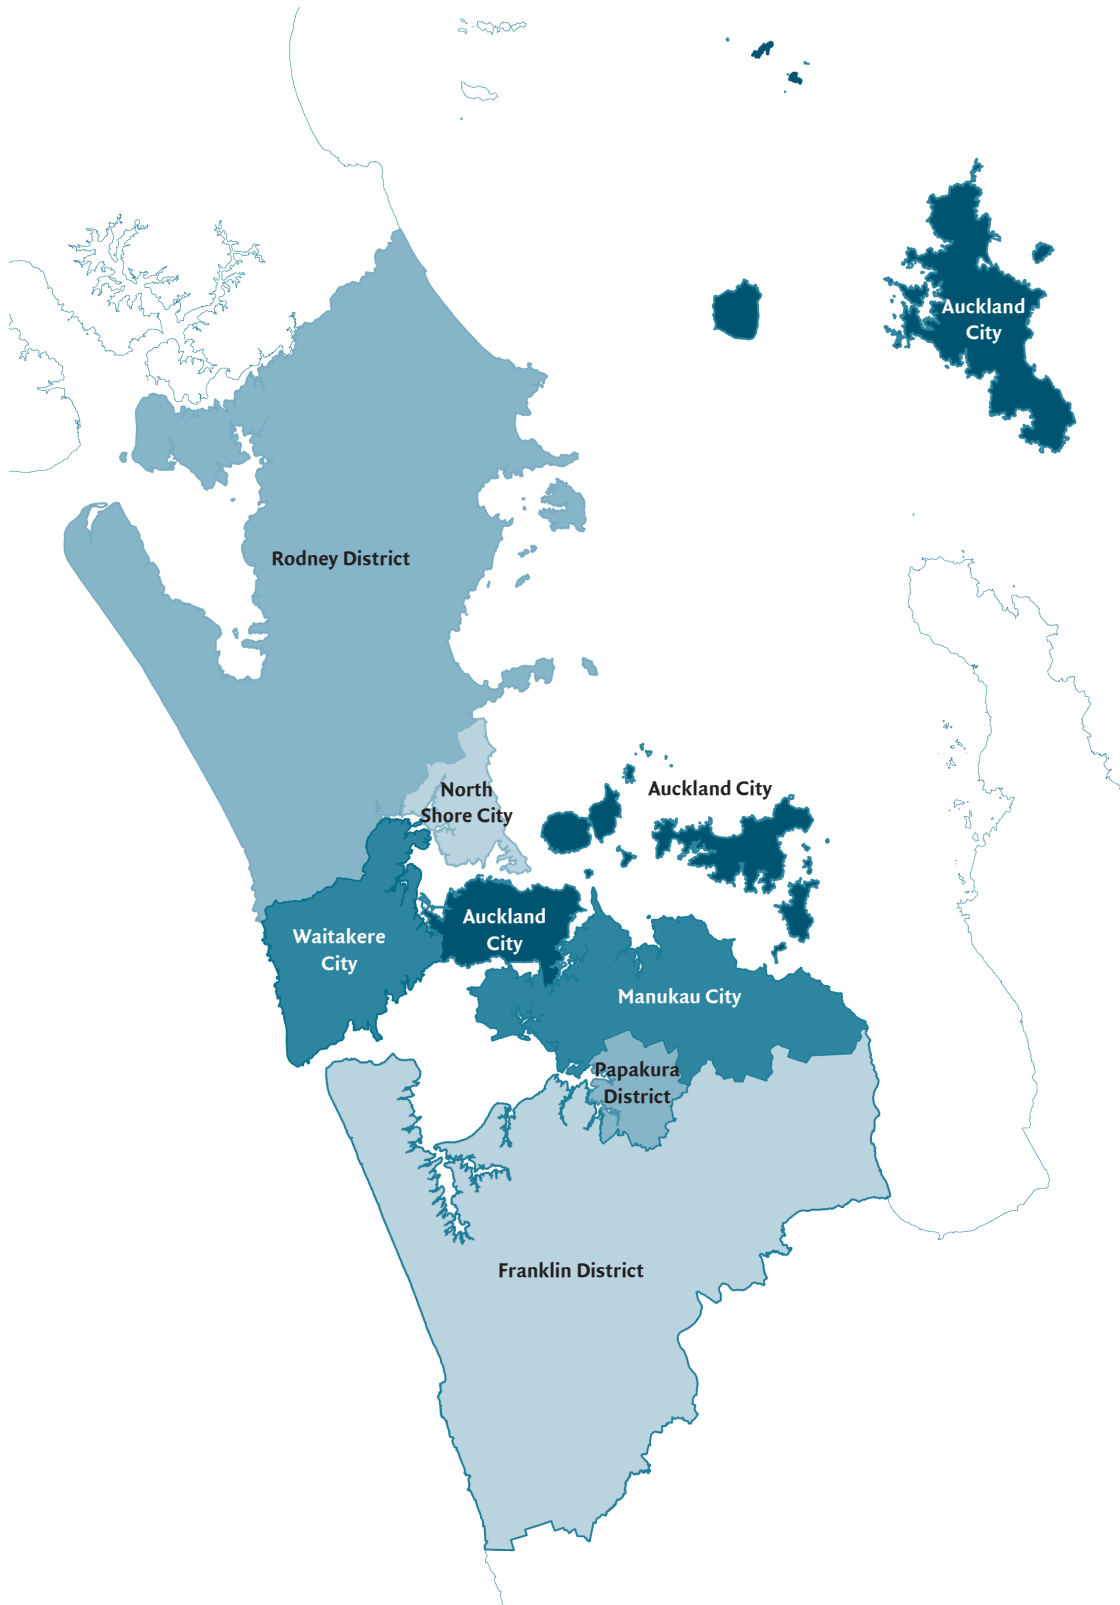 Auckland
City
Rodney District
North
Shore City
Auckland City
Auckland
City
Waitakere
City
Manukau City
Papakura
District
Franklin District